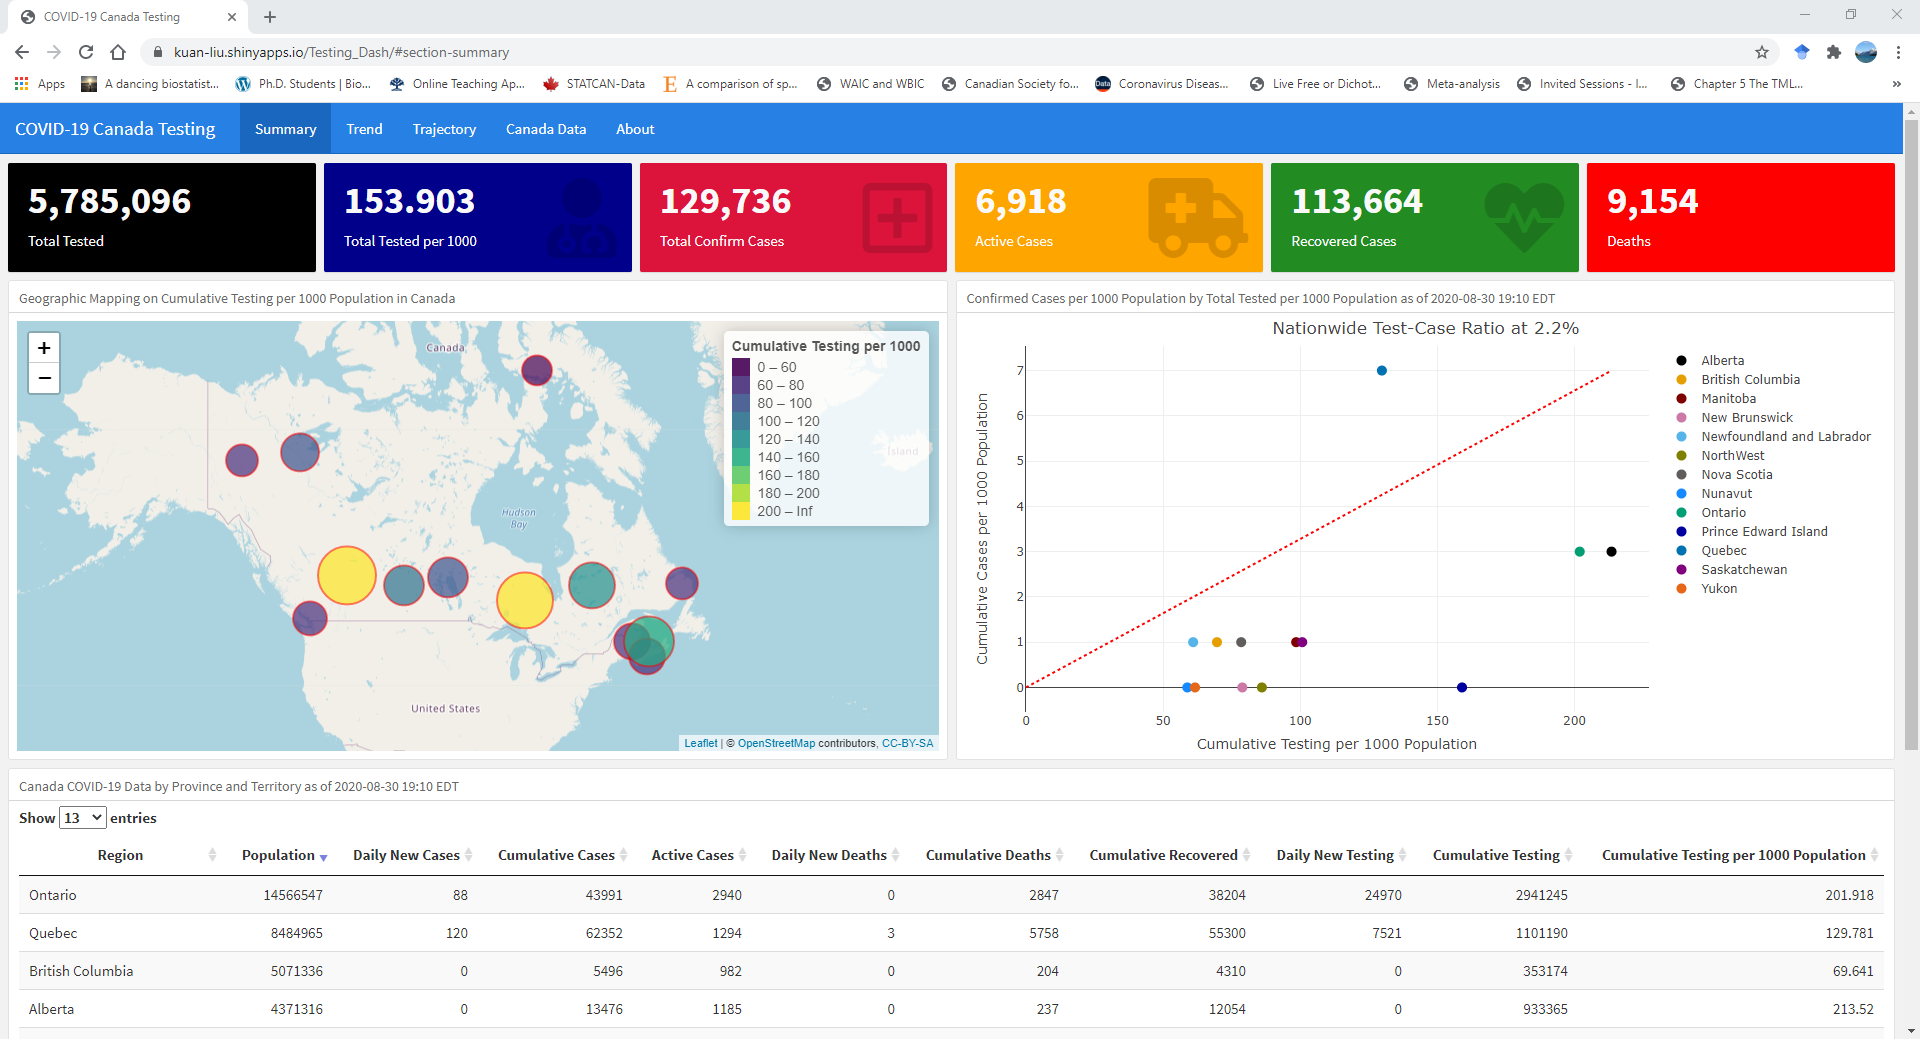 COVID-19 Canada Testing
kuan-liu.shinyapps.io/Testing_Dash/#section-summary
Apps A dancing biostatist... Ph.D. Students | Bio... Online Teaching Ap... STATCAN-Data A comparison of sp... WAIC and WBIC Canadian Society fo... Coronavirus Diseas... Live Free or Dichot... Meta-analysis Invited Sessions - I... Chapter 5 The TML... »
COVID-19 Canada Testing Summary Trend Trajectory Canada Data About
5,785,096 153.903 129,736 6,918 113,664 9,154
Total Tested Total Tested per 1000 Total Confirm Cases Active Cases Recovered Cases Deaths
Geographic Mapping on Cumulative Testing per 1000 Population in Canada
+
−
Canada
Hudson
Bay
United States
Island
Cumulative Testing per 1000
0 – 60
60 – 80
80 – 100
100 – 120
120 – 140
140 – 160
160 – 180
180 – 200
200 – Inf
Leaflet | © OpenStreetMap contributors, CC-BY-SA
Confirmed Cases per 1000 Population by Total Tested per 1000 Population as of 2020-08-30 19:10 EDT
Nationwide Test-Case Ratio at 2.2%
Cumulative Cases per 1000 Population
7
6
5
4
3
2
1
0
0 50 100 150 200
Cumulative Testing per 1000 Population
Alberta
British Columbia
Manitoba
New Brunswick
Newfoundland and Labrador
NorthWest
Nova Scotia
Nunavut
Ontario
Prince Edward Island
Quebec
Saskatchewan
Yukon
Canada COVID-19 Data by Province and Territory as of 2020-08-30 19:10 EDT
Show 13 entries
Region Population Daily New Cases Cumulative Cases Active Cases Daily New Deaths Cumulative Deaths Cumulative Recovered Daily New Testing Cumulative Testing Cumulative Testing per 1000 Population
Ontario 14566547 88 43991 2940 0 2847 38204 24970 2941245 201.918
Quebec 8484965 120 62352 1294 3 5758 55300 7521 1101190 129.781
British Columbia 5071336 0 5496 982 0 204 4310 0 353174 69.641
Alberta 4371316 0 13476 1185 0 237 12054 0 933365 213.52